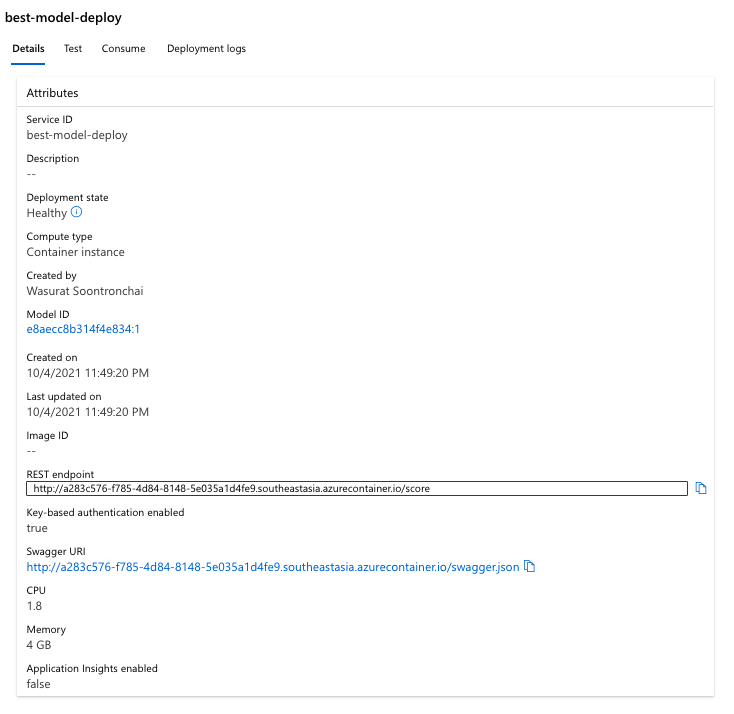 best-model-deploy
Details Test Consume Deployment logs
Attributes
Service ID
best-model-deploy
Description
--
Deployment state
Healthy
Compute type
Container instance
Created by
Wasurat Soontronchai
Model ID
e8aecc8b314f4e834:1
Created on
10/4/2021 11:49:20 PM
Last updated on
10/4/2021 11:49:20 PM
Image ID
--
REST endpoint
http://a283c576-f785-4d84-8148-5e035a1d4fe9.southeastasia.azurecontainer.io/score
Key-based authentication enabled
true
Swagger URI
http://a283c576-f785-4d84-8148-5e035a1d4fe9.southeastasia.azurecontainer.io/swagger.json
CPU
1.8
Memory
4 GB
Application Insights enabled
false